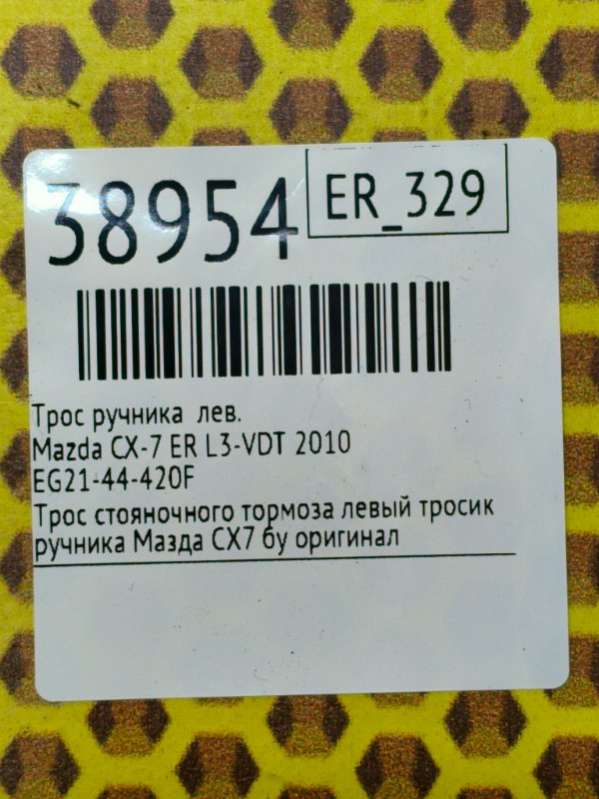 38954
ER_329
Трос ручника лев.
Mazda CX-7 ER L3-VDT 2010
EG21-44-420F
Трос стояночного тормоза левый тросик
ручника Мазда CX7 бу оригинал